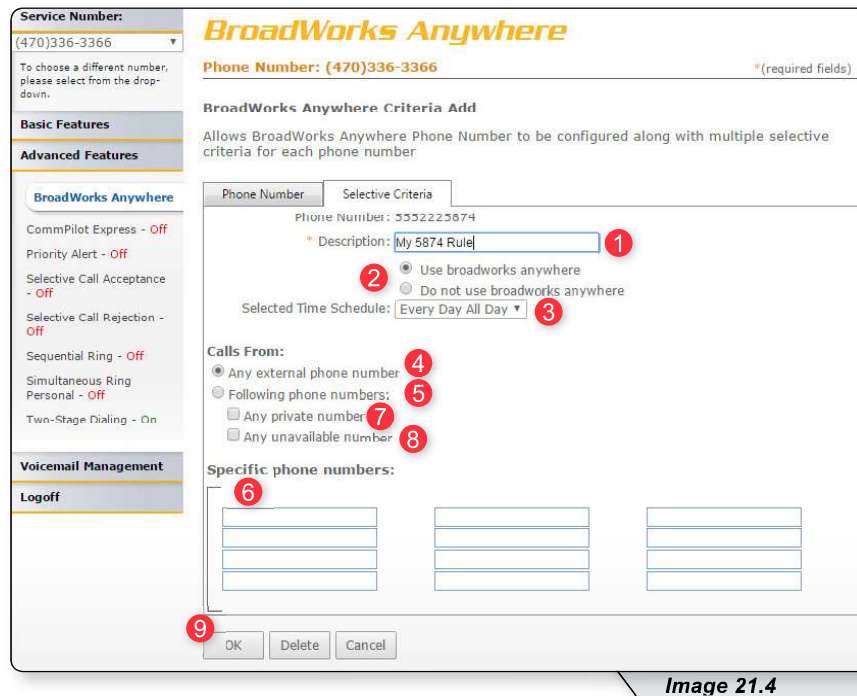 Service Number:
(470)336-3366
To choose a different number,
please select from the drop-
down.
Basic Features
Advanced Features
BroadWorks Anywhere
CommPilot Express - Off
Priority Alert - Off
Selective Call Acceptance
- Off
Selective Call Rejection -
Off
Sequential Ring - Off
Simultaneous Ring
Personal - Off
Two-Stage Dialing - On
Voicemail Management
Logoff
BroadWorks Anywhere
Phone Number: (470)336-3366
*(required fields)
BroadWorks Anywhere Criteria Add
Allows BroadWorks Anywhere Phone Number to be configured along with multiple selective
criteria for each phone number
Phone Number
Selective Criteria
Phone Number: 5552225874
* Description: My 5874 Rule
1
2
Use broadworks anywhere
Do not use broadworks anywhere
Selected Time Schedule: Every Day All Day
3
Calls From:
Any external phone number
4
Following phone numbers:
5
Any private number
7
Any unavailable number
8
Specific phone numbers:
6
9
OK
Delete
Cancel
Image 21.4